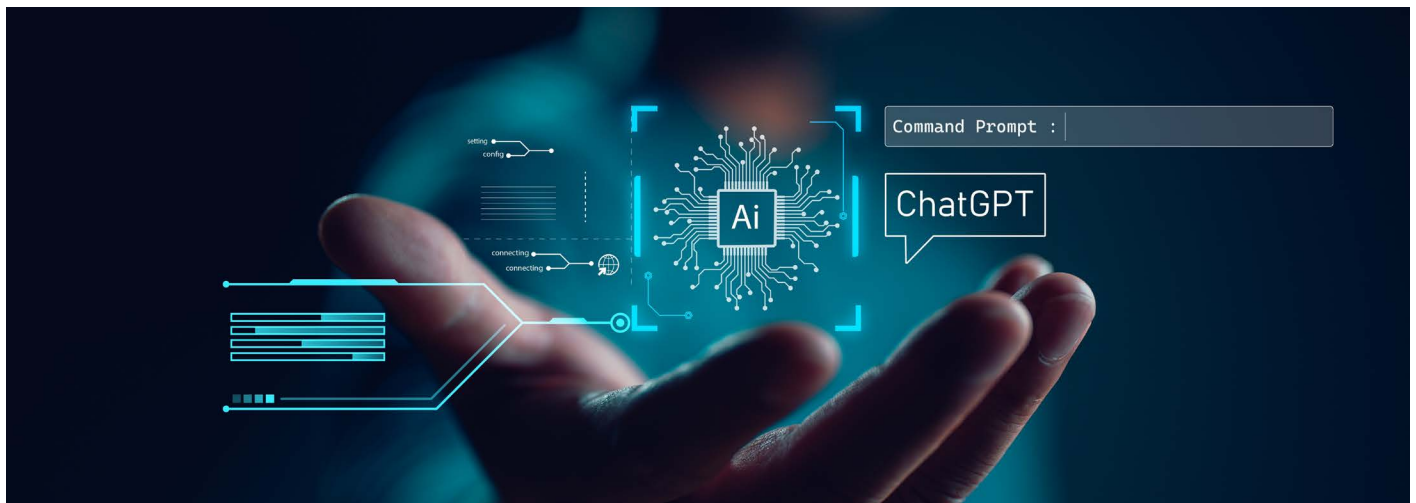 setting
config
connecting
connecting
Ai
Command Prompt :
ChatGPT